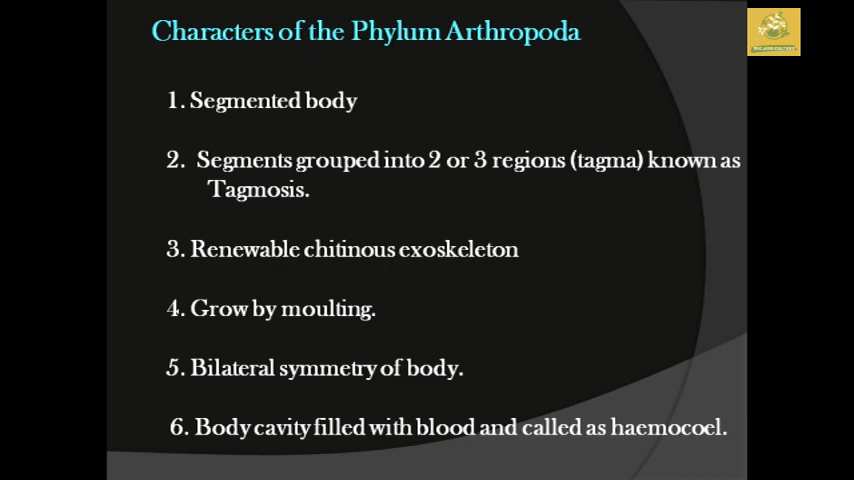 Characters of the Phylum Arthropoda
1. Segmented body
2. Segments grouped into 2 or 3 regions (tagma) known as
Tagmosis.
3. Renewable chitinous exoskeleton
4. Grow by moulting.
5. Bilateral symmetry of body.
6. Body cavity filled with blood and called as haemocoel.